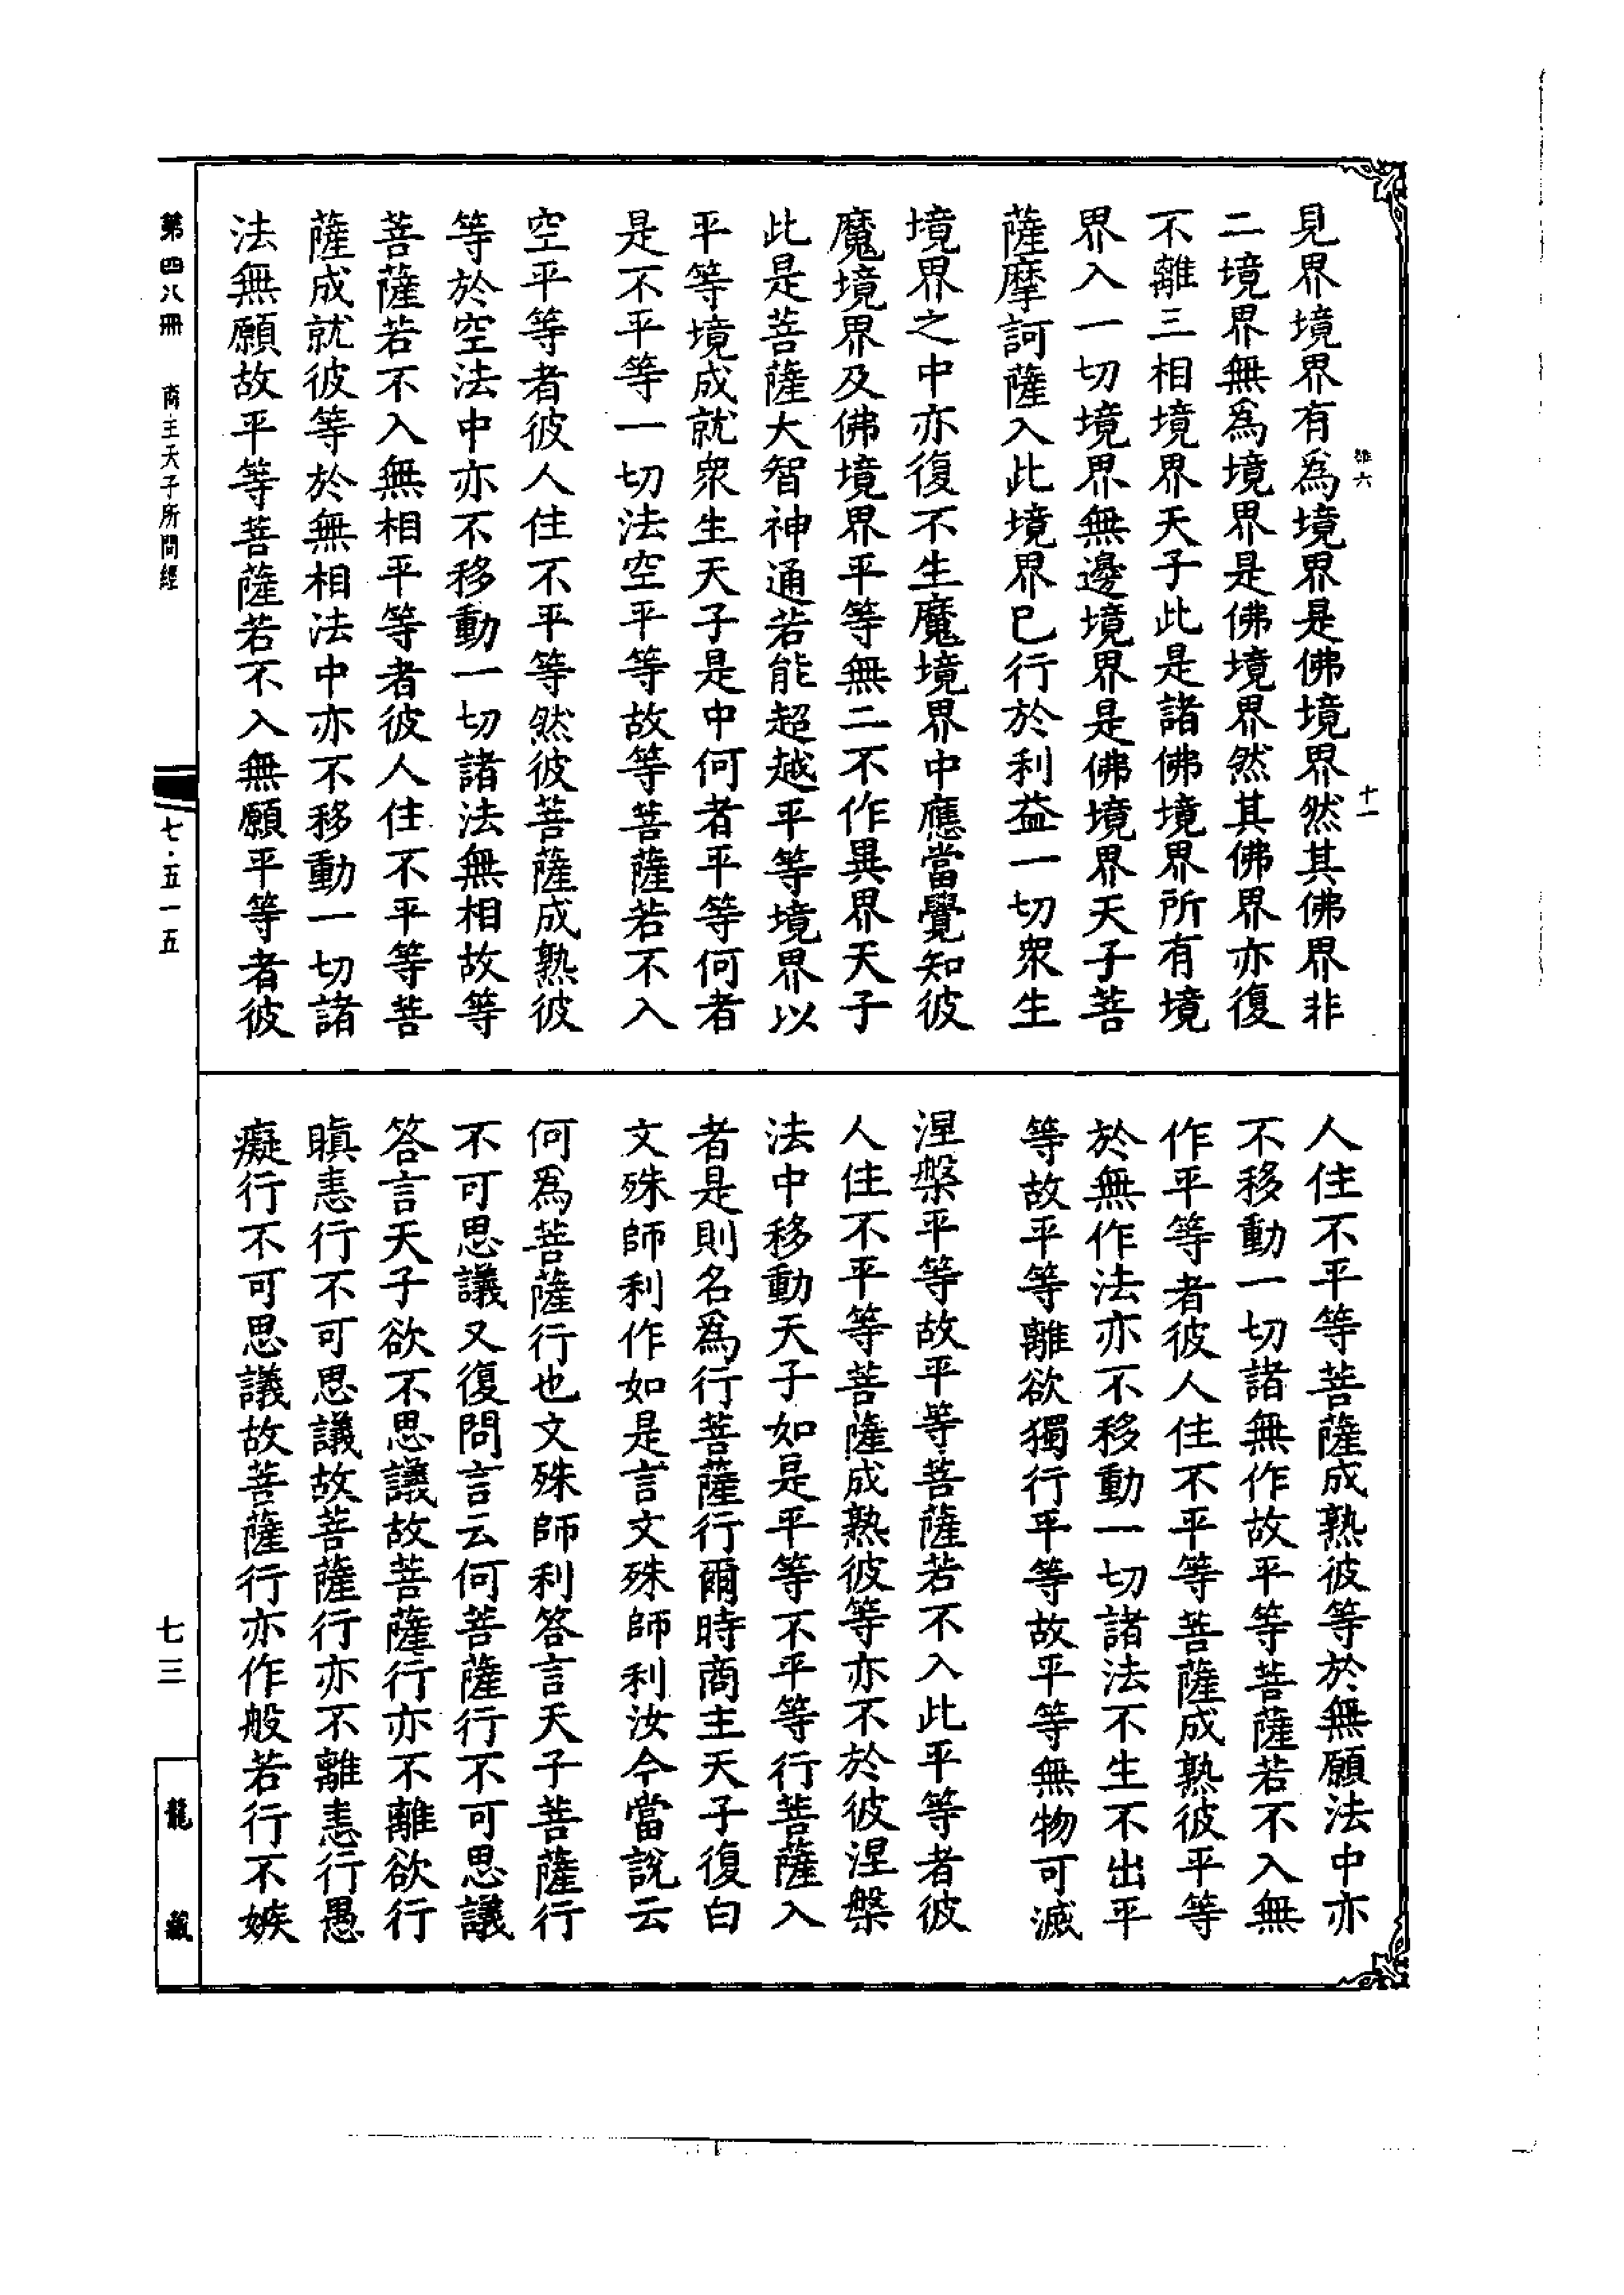 雒六
十一
見界境界有為境界是佛境界然其佛界非
二境界無為境界是佛境界然其佛界亦復
不離三相境界天子此是諸佛境界所有境
界入一切境界無邊境界是佛境界天子菩
薩摩訶薩入此境界已行於利益一切眾生
境界之中亦復不生魔境界中應當覺知彼
魔境界及佛境界平等無二不作異界天子
此是菩薩大智神通若能超越平等境界以
平等境成就眾生天子是中何者平等何者
是不平等一切法空平等故等菩薩若不入
空平等者彼人住不平等然彼菩薩成熟彼
等於空法中亦不移動一切諸法無相故等
菩薩若不入無相平等者彼人住不平等菩
薩成就彼等於無相法中亦不移動一切諸
法無願故平等菩薩若不入無願平等者彼
人住不平等菩薩成熟彼等於無願法中亦
不移動一切諸無作故平等菩薩若不入無
作平等者彼人住不平等菩薩成熟彼平等
於無作法亦不移動一切諸法不生不出平
等故平等離欲獨行平等故平等無物可滅
涅槃平等故平等菩薩若不入此平等者彼
人住不平等菩薩成熟彼等亦不於彼涅槃
法中移動天子如是平等不平等行菩薩入
者是則名為行菩薩行爾時商主天子復白
文殊師利作如是言文殊師利汝今當說云
何為菩薩行也文殊師利答言天子菩薩行
不可思議又復問言云何菩薩行不可思議
答言天子欲不思議故菩薩行亦不離欲行
瞋恚行不可思議故菩薩行亦不離恚行愚
癡行不可思議故菩薩行亦作般若行不嫉
第四八冊 商主天子所問經
七·五一五
七三
龍藏